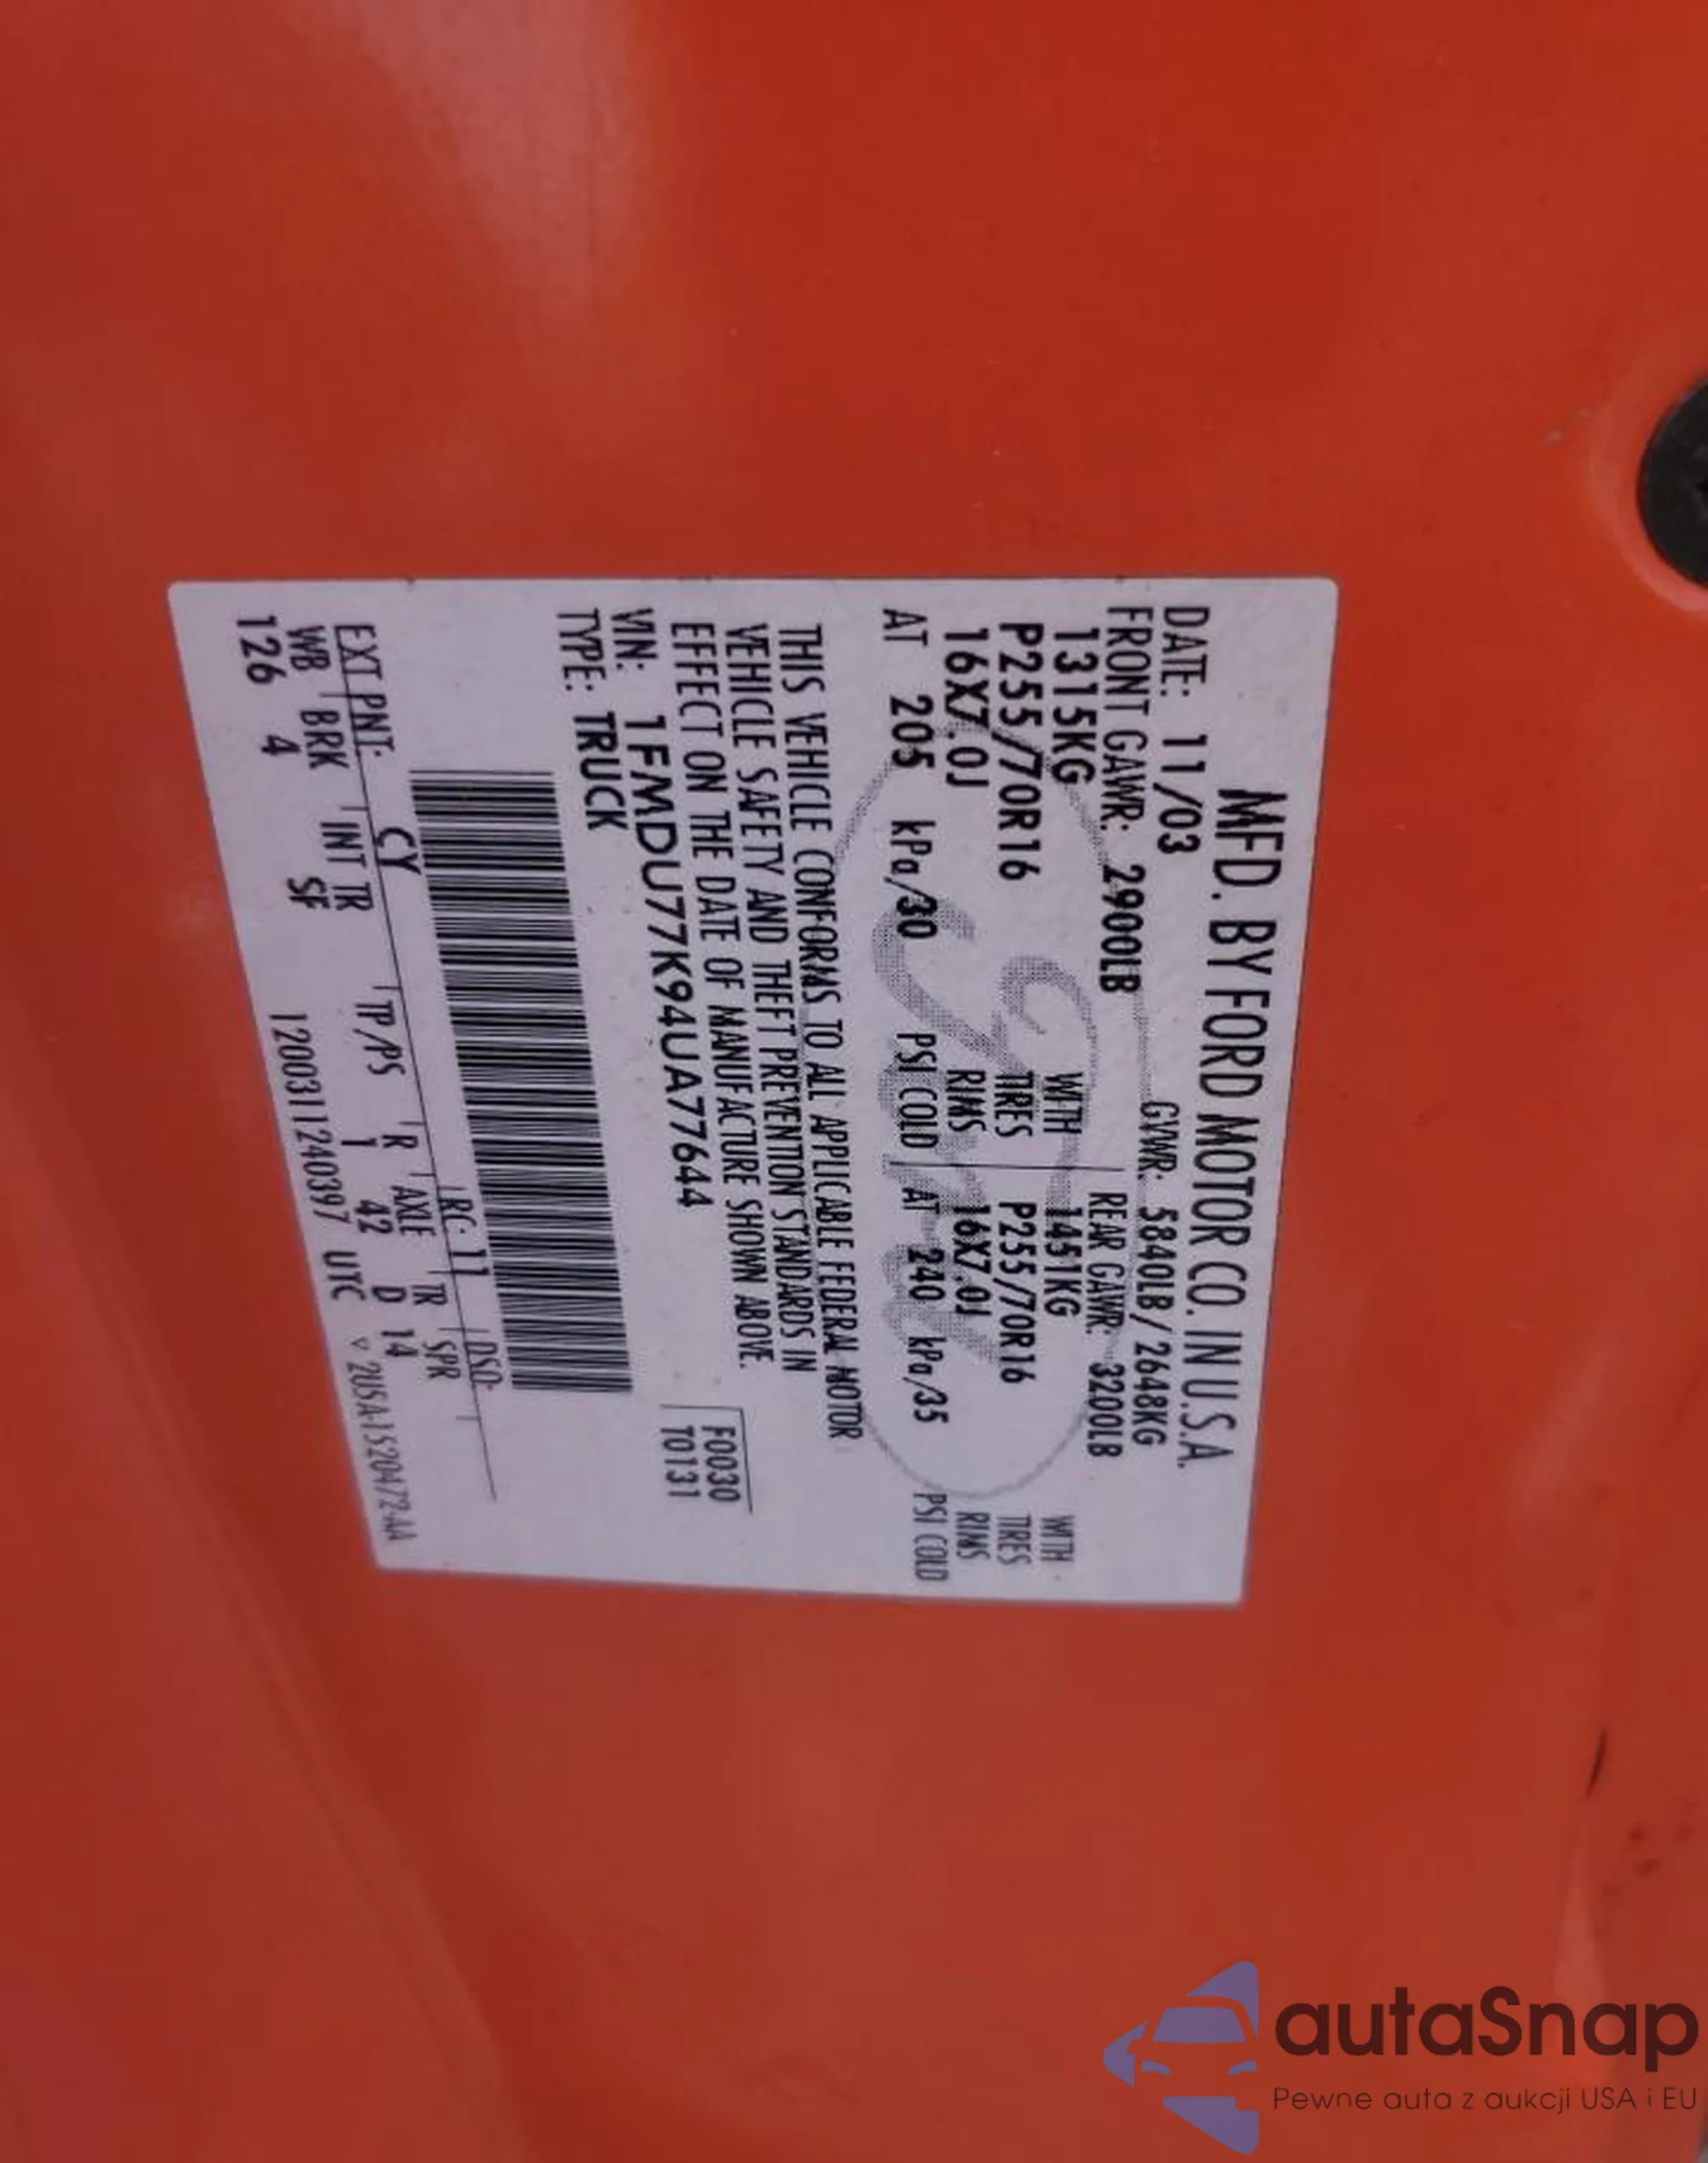 MFD. BY FORD MOTOR CO. IN U.S.A.
DATE: 11/03 GVWR: 5840LB/2648KG
FRONT GAWR: 2900LB REAR GAWR: 3200LB
1315KG WITH 1451KG WITH
P255/70R16 TIRES P255/70R16 TIRES
16X7.0J RIMS 16X7.0J RIMS
AT 205 kPa/30 PSI COLD AT 240 kPa/35 PSI COLD
THIS VEHICLE CONFORMS TO ALL APPLICABLE FEDERAL MOTOR
VEHICLE SAFETY AND THEFT PREVENTION STANDARDS IN
EFFECT ON THE DATE OF MANUFACTURE SHOWN ABOVE.
VIN: 1FMDU77K94UA77644 F0030
TYPE: TRUCK T0131
EXT PNT: CY RC: 11 DSO:
WB BRK INT TR TP/PS R AXLE TR SPR
126 4 SF 1 42 D 14
1200311240397 UTC ▽ 2USA-1520472-AA
autaSnap
Pewne auta z aukcji USA i EU